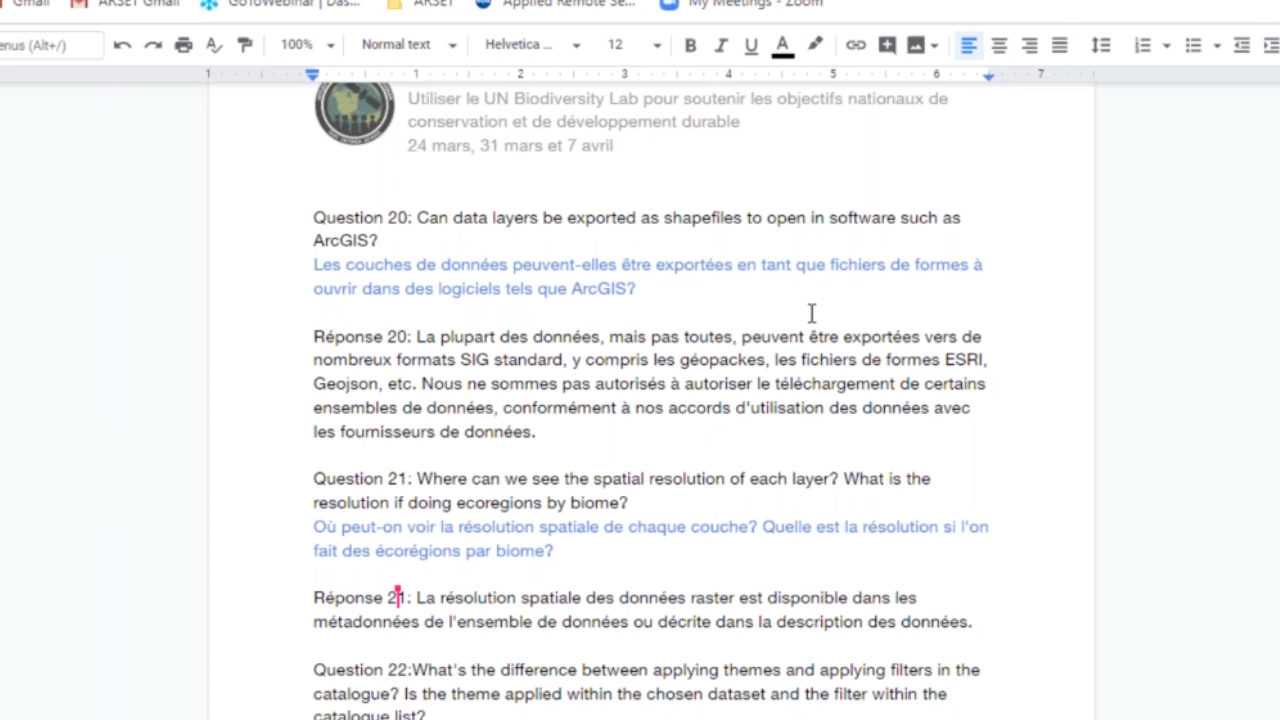 Gmail ARSET Gmail GoToWebinar | Das... ARSET Applied Remote Se... My Meetings - Zoom
enus (Alt+/) 100% Normal text Helvetica ... 12 B I U A
1 1 2 3 4 5 6 7
Utiliser le UN Biodiversity Lab pour soutenir les objectifs nationaux de
conservation et de développement durable
24 mars, 31 mars et 7 avril
Question 20: Can data layers be exported as shapefiles to open in software such as
ArcGIS?
Les couches de données peuvent-elles être exportées en tant que fichiers de formes à
ouvrir dans des logiciels tels que ArcGIS?
Réponse 20: La plupart des données, mais pas toutes, peuvent être exportées vers de
nombreux formats SIG standard, y compris les géopackes, les fichiers de formes ESRI,
Geojson, etc. Nous ne sommes pas autorisés à autoriser le téléchargement de certains
ensembles de données, conformément à nos accords d'utilisation des données avec
les fournisseurs de données.
Question 21: Where can we see the spatial resolution of each layer? What is the
resolution if doing ecoregions by biome?
Où peut-on voir la résolution spatiale de chaque couche? Quelle est la résolution si l'on
fait des écorégions par biome?
Réponse 21: La résolution spatiale des données raster est disponible dans les
métadonnées de l'ensemble de données ou décrite dans la description des données.
Question 22:What's the difference between applying themes and applying filters in the
catalogue? Is the theme applied within the chosen dataset and the filter within the
catalogue list?